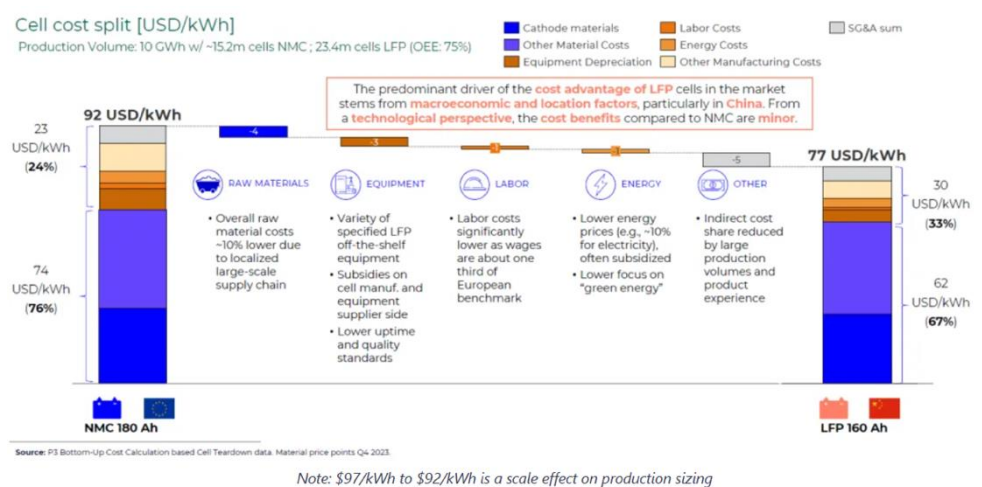 Cell cost split [USD/kWh]
Production Volume: 10 GWh w/ ~15.2m cells NMC ; 23.4m cells LFP (OEE: 75%)
Cathode materials
Other Material Costs
Equipment Depreciation
Labor Costs
Energy Costs
Other Manufacturing Costs
SG&A sum
The predominant driver of the cost advantage of LFP cells in the market
stems from macroeconomic and location factors, particularly in China. From
a technological perspective, the cost benefits compared to NMC are minor.
92 USD/kWh
23
USD/kWh
(24%)
74
USD/kWh
(76%)
-4
-3
-5
77 USD/kWh
30
USD/kWh
(33%)
62
USD/kWh
(67%)
RAW MATERIALS
• Overall raw
material costs
~10% lower due
to localized
large-scale
supply chain
EQUIPMENT
• Variety of
specified LFP
off-the-shelf
equipment
• Subsidies on
cell manuf. and
equipment
supplier side
• Lower uptime
and quality
standards
LABOR
• Labor costs
significantly
lower as wages
are about one
third of
European
benchmark
ENERGY
• Lower energy
prices (e.g., ~10%
for electricity),
often subsidized
• Lower focus on
"green energy"
OTHER
• Indirect cost
share reduced
by large
production
volumes and
product
experience
NMC 180 Ah
LFP 160 Ah
Source: P3 Bottom-Up Cost Calculation based Cell Teardown data. Material price points Q4 2023.
Note: $97/kWh to $92/kWh is a scale effect on production sizing